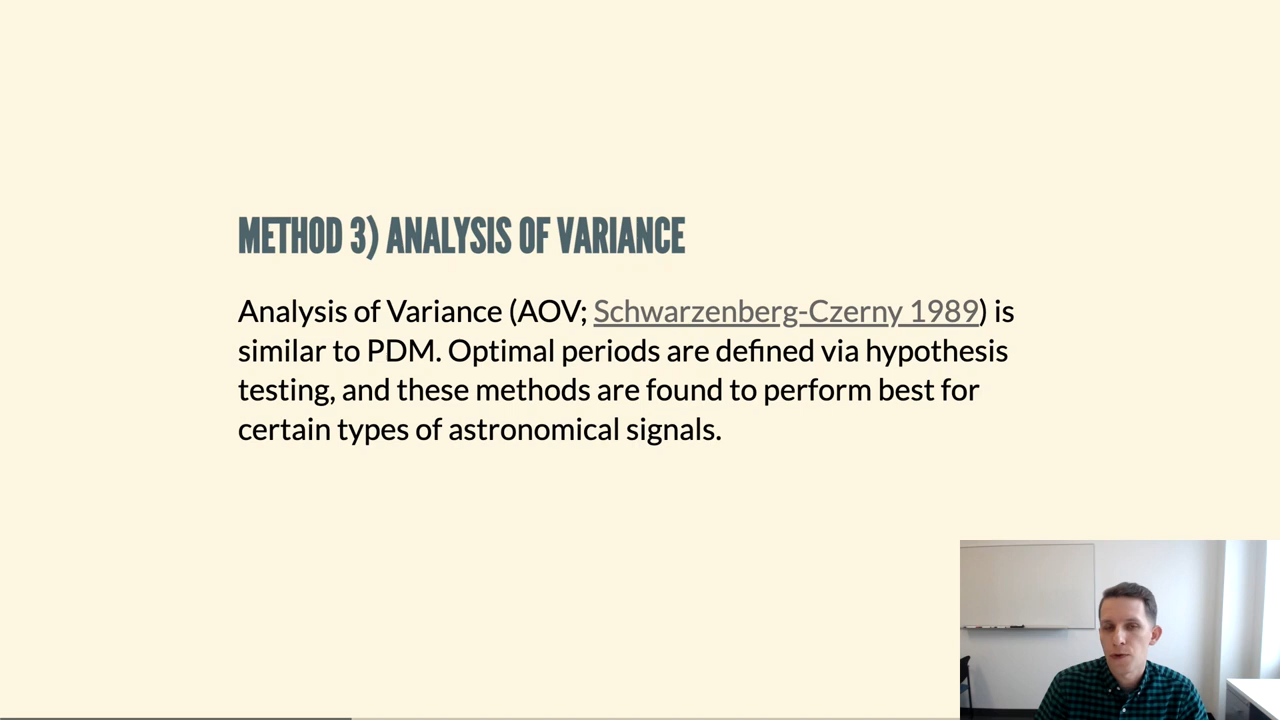 METHOD 3) ANALYSIS OF VARIANCE
Analysis of Variance (AOV; Schwarzenberg-Czerny 1989) is
similar to PDM. Optimal periods are defined via hypothesis
testing, and these methods are found to perform best for
certain types of astronomical signals.